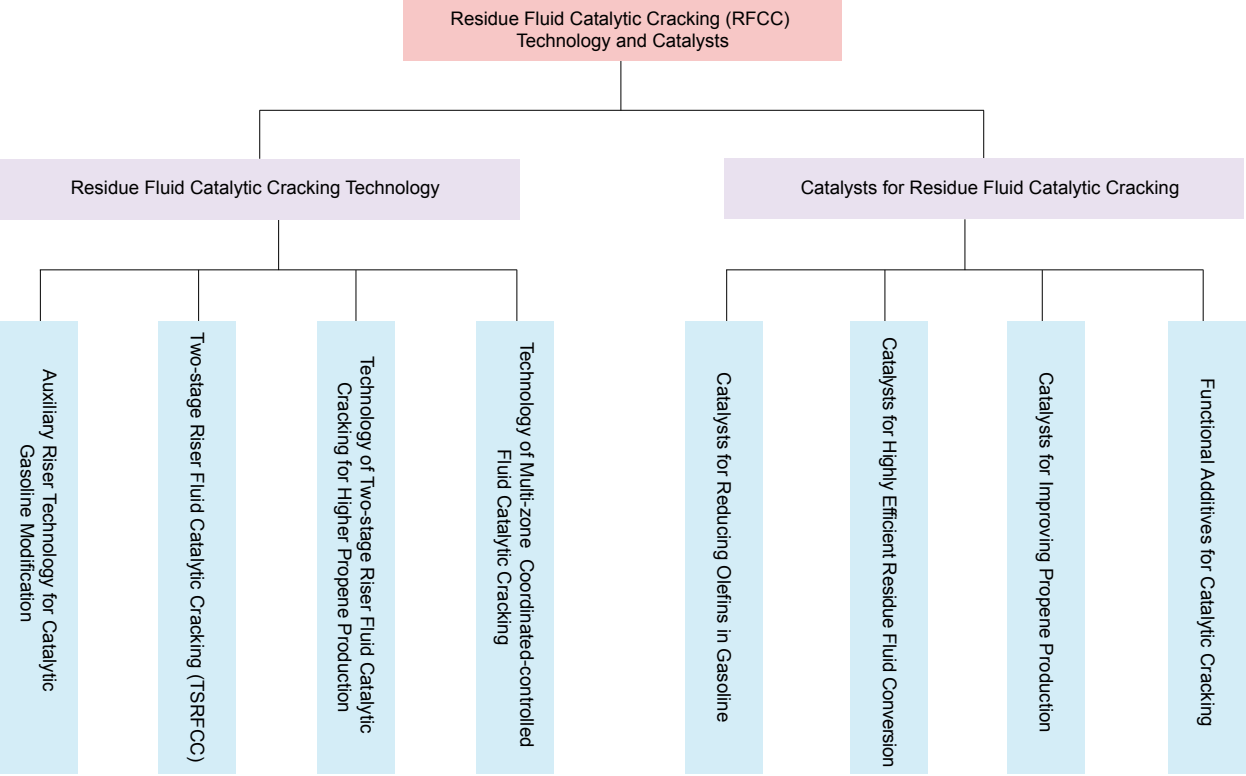 Residue Fluid Catalytic Cracking (RFCC)
Technology and Catalysts
Residue Fluid Catalytic Cracking Technology
Catalysts for Residue Fluid Catalytic Cracking
Auxiliary Riser Technology for Catalytic
Gasoline Modification
Two-stage Riser Fluid Catalytic Cracking (TSRFCC)
Technology of Two-stage Riser Fluid Catalytic
Cracking for Higher Propene Production
Technology of Multi-zone Coordinated-controlled
Fluid Catalytic Cracking
Catalysts for Reducing Olefins in Gasoline
Catalysts for Highly Efficient Residue Fluid Conversion
Catalysts for Improving Propene Production
Functional Additives for Catalytic Cracking